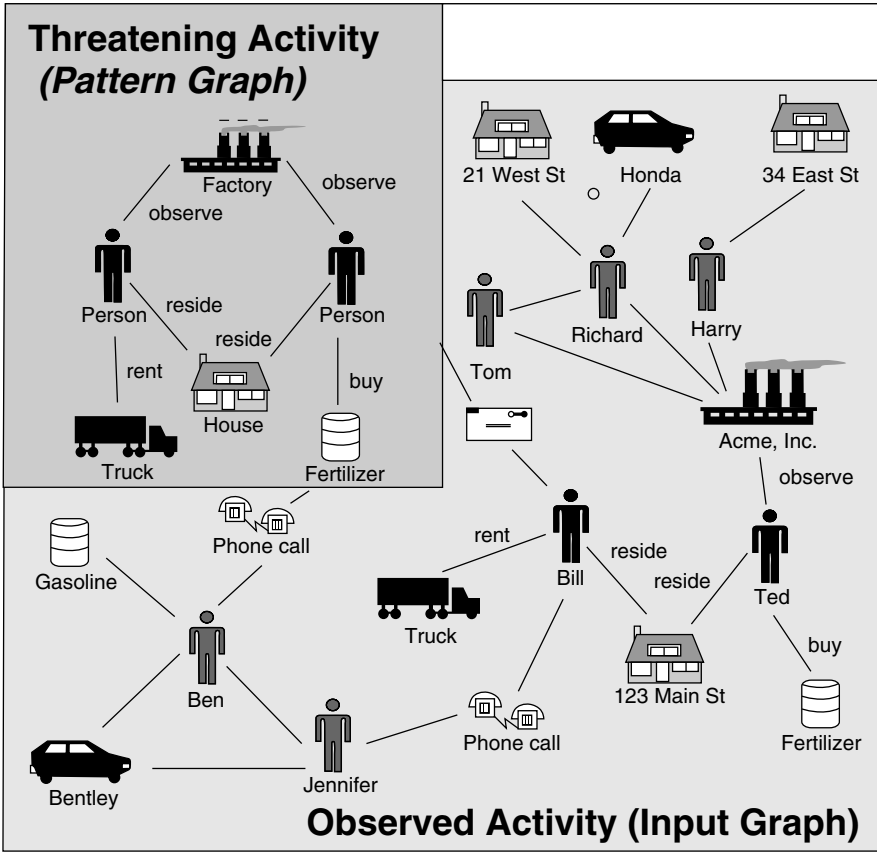 Threatening Activity
(Pattern Graph)
Factory
observe
observe
Person
Person
reside
reside
rent
buy
House
Truck
Fertilizer
21 West St
Honda
34 East St
Tom
Richard
Harry
Acme, Inc.
observe
Phone call
Gasoline
rent
Bill
reside
reside
Ted
Truck
buy
Ben
123 Main St
Phone call
Fertilizer
Bentley
Jennifer
Observed Activity (Input Graph)